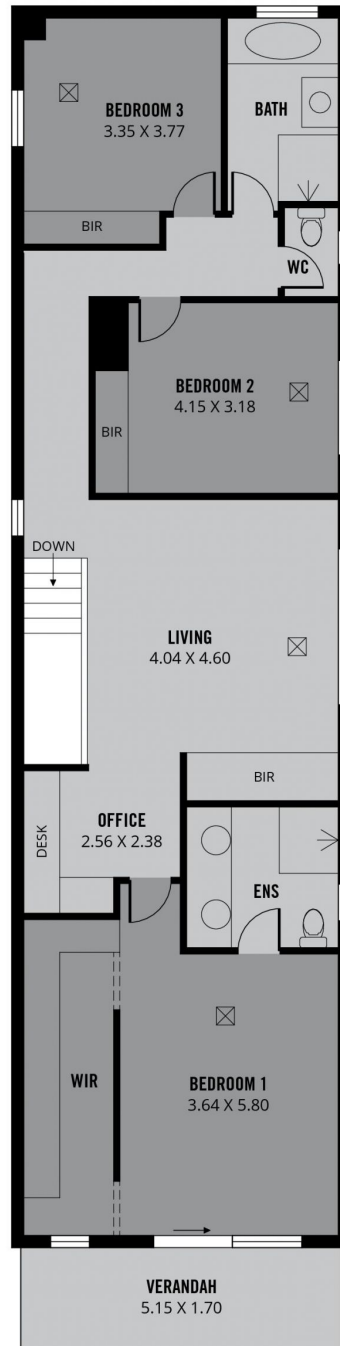 BEDROOM 3
3.35 X 3.77
BATH
BIR
WC
BEDROOM 2
4.15 X 3.18
BIR
DOWN
LIVING
4.04 X 4.60
BIR
OFFICE
2.56 X 2.38
DESK
ENS
WIR
BEDROOM 1
3.64 X 5.80
VERANDAH
5.15 X 1.70